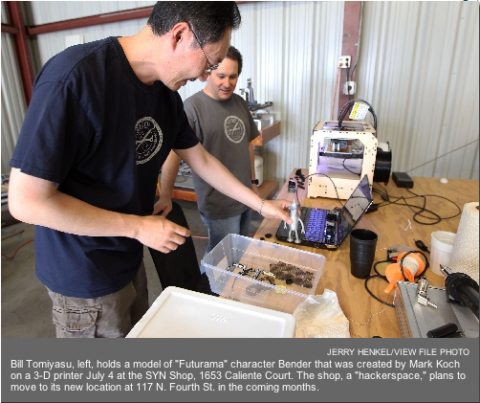 JERRY HENKEL/VIEW FILE PHOTO
Bill Tomiyasu, left, holds a model of "Futurama" character Bender that was created by Mark Koch
on a 3-D printer July 4 at the SYN Shop, 1653 Caliente Court. The shop, a "hackerspace," plans to
move to its new location at 117 N. Fourth St. in the coming months.